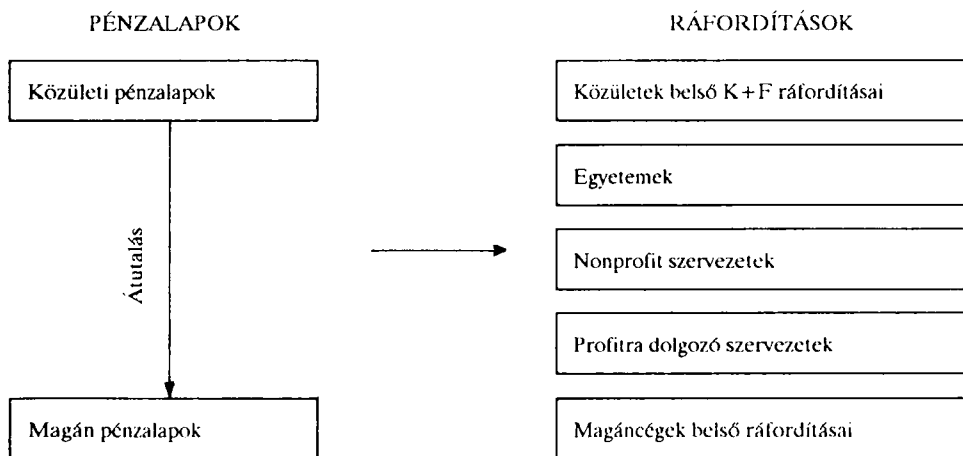 PÉNZALAPOK
Közületi pénzalapok
Átutalás
Magán pénzalapok
RÁFORDÍTÁSOK
Közületek belső K+F ráfordításai
Egyetemek
Nonprofit szervezetek
Profitra dolgozó szervezetek
Magáncégek belső ráfordításai